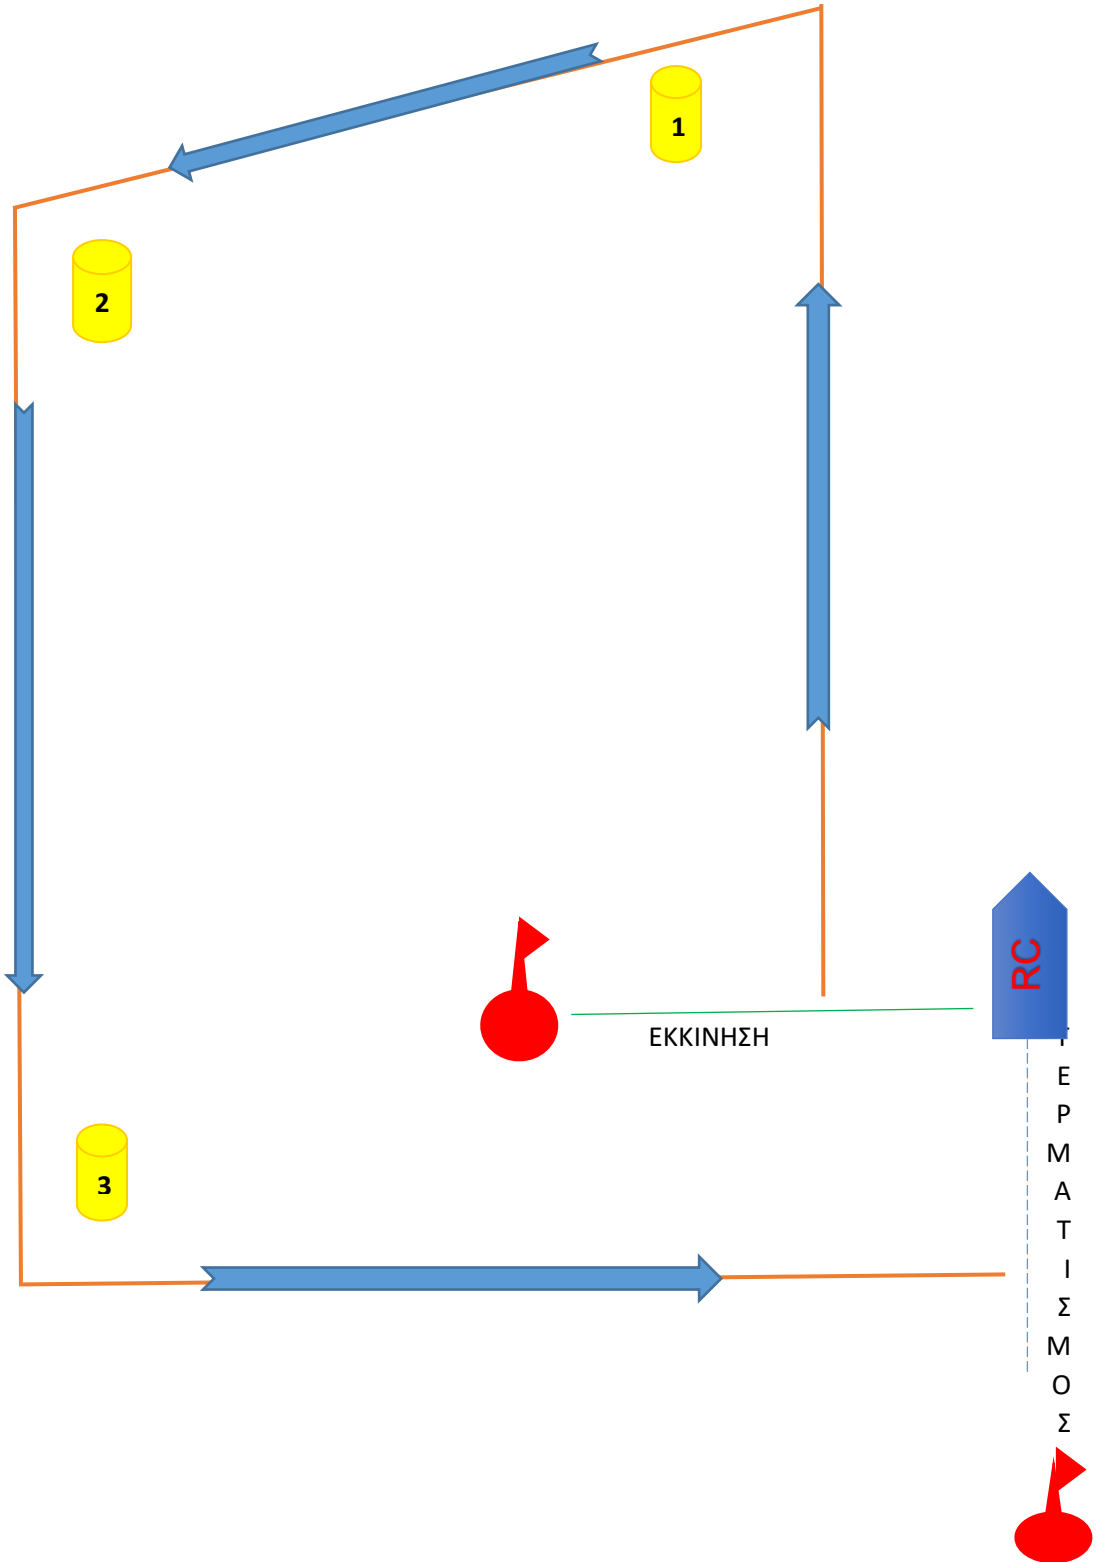 1
2
RC
ΕΚΚΙΝΗΣΗ
3
Τ
Ε
Ρ
Μ
Α
Τ
Ι
Σ
Μ
Ο
Σ